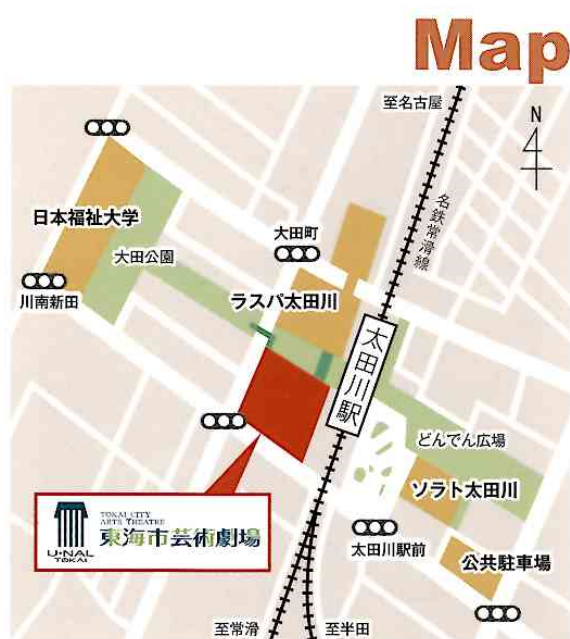 Map
至名古屋
N
名鉄常滑線
日本福祉大学
大田町
大田公園
川南新田
ラスパ太田川
太田川駅
どんでん広場
ソラト太田川
TOKAI CITY
ARTS THEATRE
東海市芸術劇場
U-NAL
TOKAI
太田川駅前
公共駐車場
至常滑
至半田